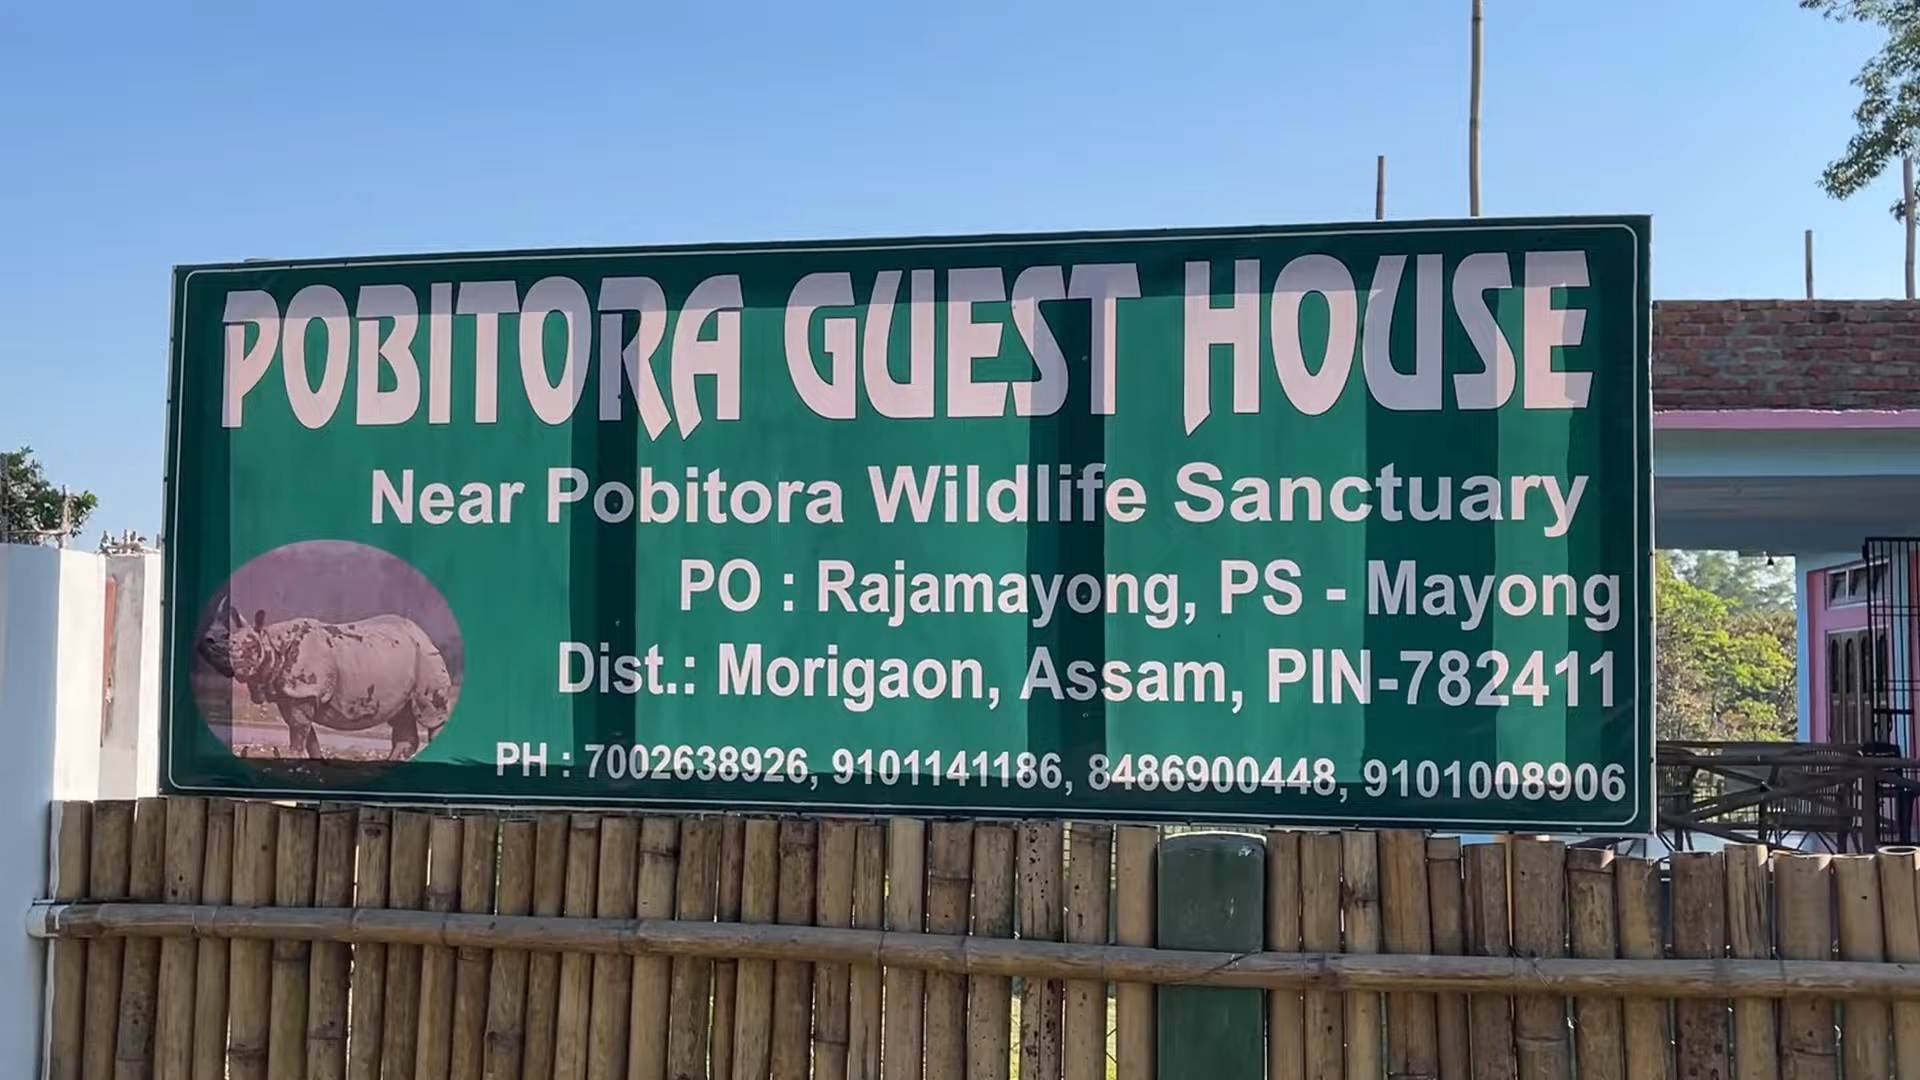 POBITORA GUEST HOUSE
Near Pobitora Wildlife Sanctuary
PO : Rajamayong, PS - Mayong
Dist.: Morigaon, Assam, PIN-782411
PH : 7002638926, 9101141186, 8486900448, 9101008906